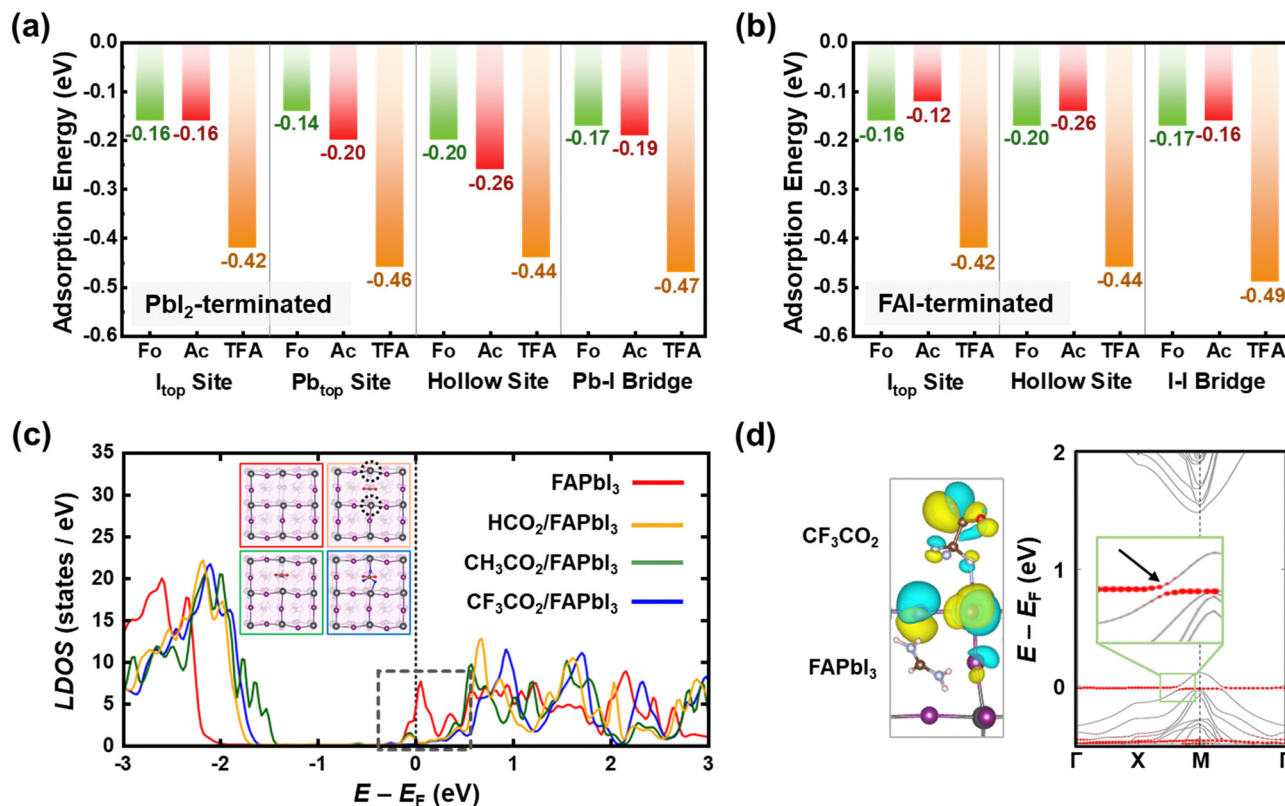 (a)
Adsorption Energy (eV)
0.0
-0.1
-0.2
-0.3
-0.4
-0.5
-0.6
-0.16 -0.16 -0.42 -0.14 -0.20 -0.46 -0.20 -0.26 -0.44 -0.17 -0.19 -0.47
PbI2-terminated
Fo Ac TFA Fo Ac TFA Fo Ac TFA Fo Ac TFA
Itop Site Pbtop Site Hollow Site Pb-I Bridge
(b)
Adsorption Energy (eV)
0.0
-0.1
-0.2
-0.3
-0.4
-0.5
-0.6
-0.16 -0.12 -0.42 -0.20 -0.26 -0.44 -0.17 -0.16 -0.49
FAI-terminated
Fo Ac TFA Fo Ac TFA Fo Ac TFA
Itop Site Hollow Site I-I Bridge
(c)
LDOS (states / eV)
35
30
25
20
15
10
5
0
FAPbI3
HCO2/FAPbI3
CH3CO2/FAPbI3
CF3CO2/FAPbI3
-3 -2 -1 0 1 2 3
E – EF (eV)
(d)
CF3CO2
FAPbI3
E – EF (eV)
2
1
0
Γ X M Γ